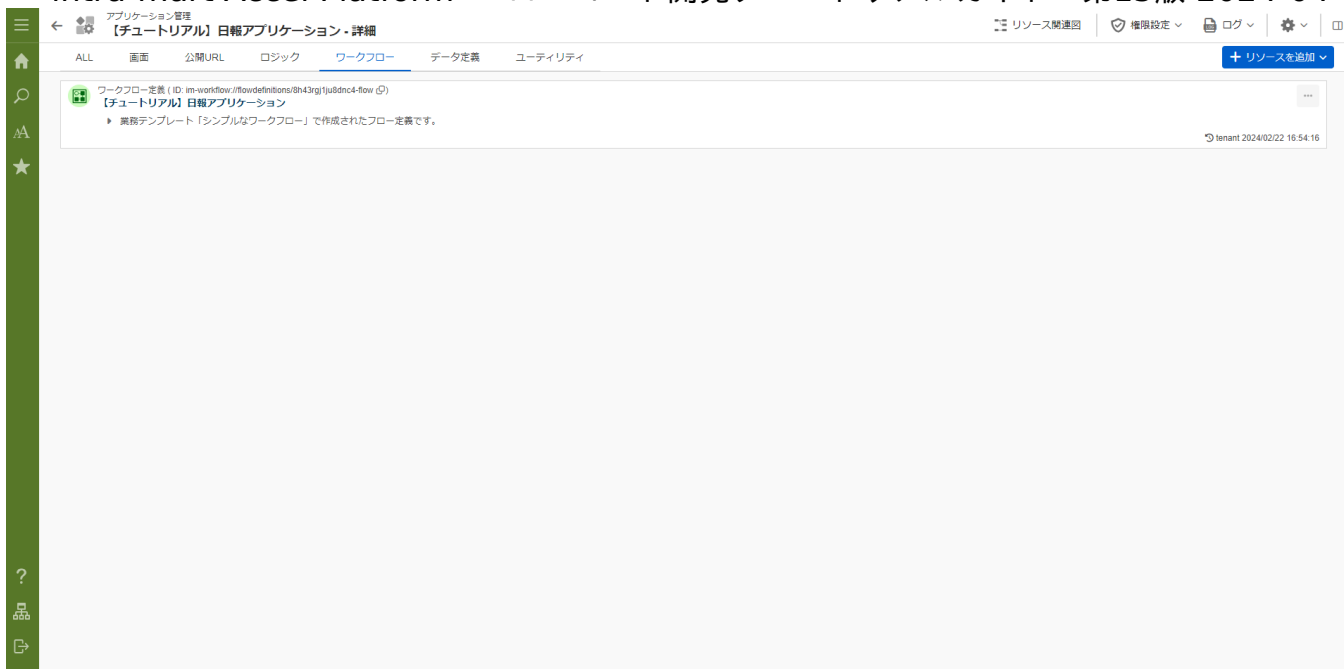 アプリケーション管理
【チュートリアル】日報アプリケーション - 詳細
リソース関連図
権限設定
ログ
ALL
画面
公開URL
ロジック
ワークフロー
データ定義
ユーティリティ
リソースを追加
ワークフロー定義 ( ID: im-workflow://flowdefinitions/8h43rgj1ju8dnc4-flow )
【チュートリアル】日報アプリケーション
業務テンプレート「シンプルなワークフロー」で作成されたフロー定義です。
tenant 2024/02/22 16:54:16